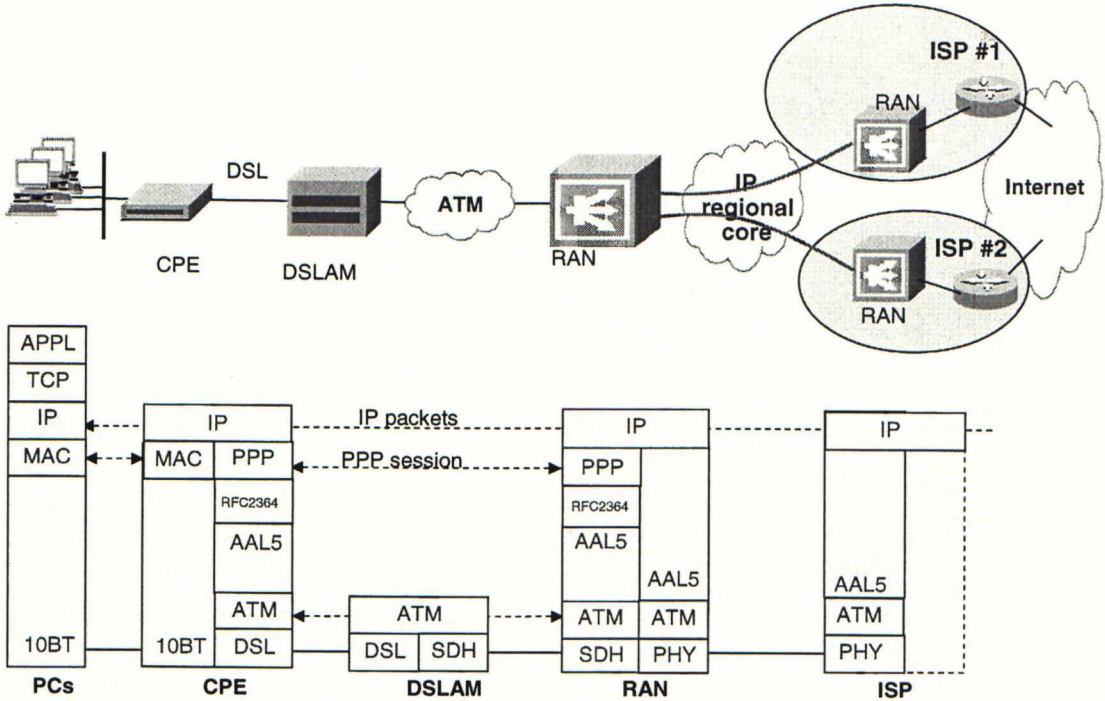 ISP #1
RAN
DSL
ATM
IP
regional
core
Internet
CPE
DSLAM
RAN
ISP #2
RAN
APPL
TCP
IP
MAC
10BT
PCs
IP
MAC
PPP
RFC2364
AAL5
ATM
10BT
DSL
CPE
IP packets
PPP session
ATM
DSL
SDH
DSLAM
IP
PPP
RFC2364
AAL5
AAL5
ATM
ATM
SDH
PHY
RAN
IP
AAL5
ATM
PHY
ISP